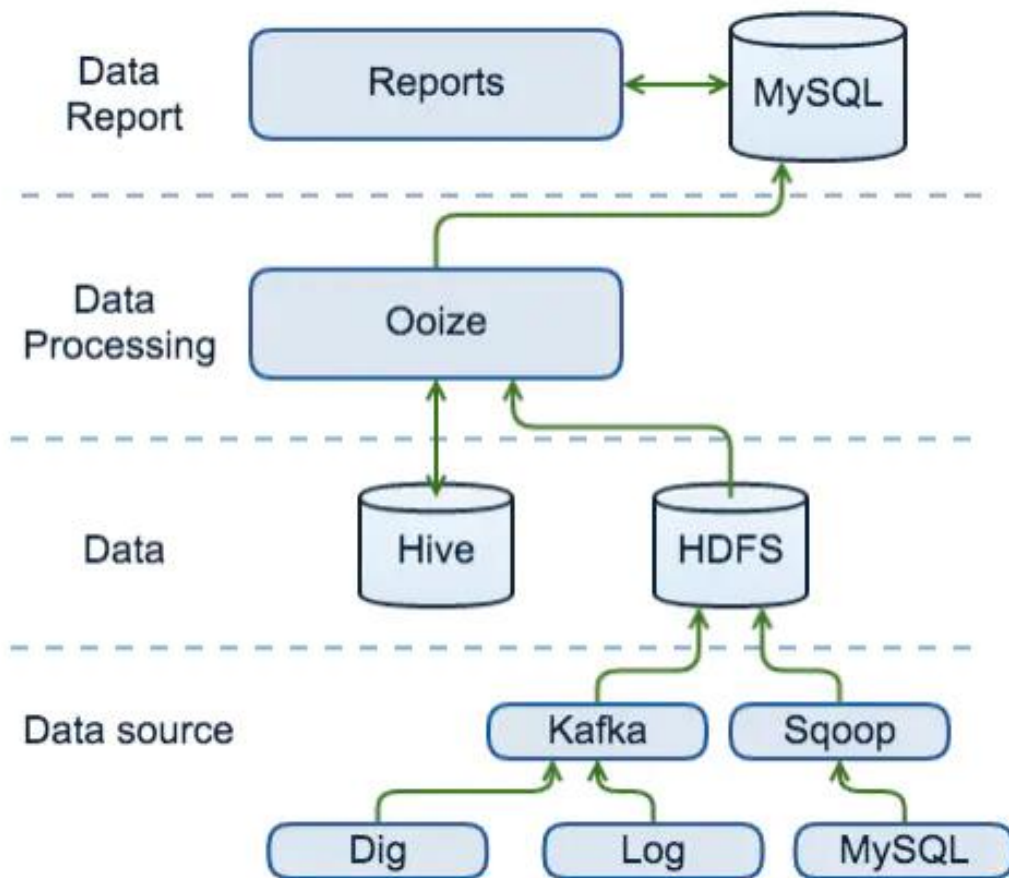 Data
Report
Reports
MySQL
Data
Processing
Ooize
Data
Hive
HDFS
Data source
Kafka
Sqoop
Dig
Log
MySQL